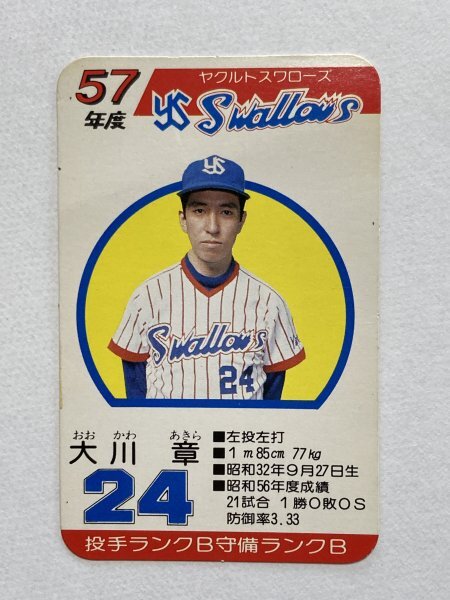 57
年度
ヤクルトスワローズ
YS Swallows
YS
Swallows
24
おお かわ あきら
大川 章
24
■左投左打
■1m85cm 77kg
■昭和32年9月27日生
■昭和56年度成績
21試合 1勝0敗0S
防御率3.33
投手ランクB守備ランクB